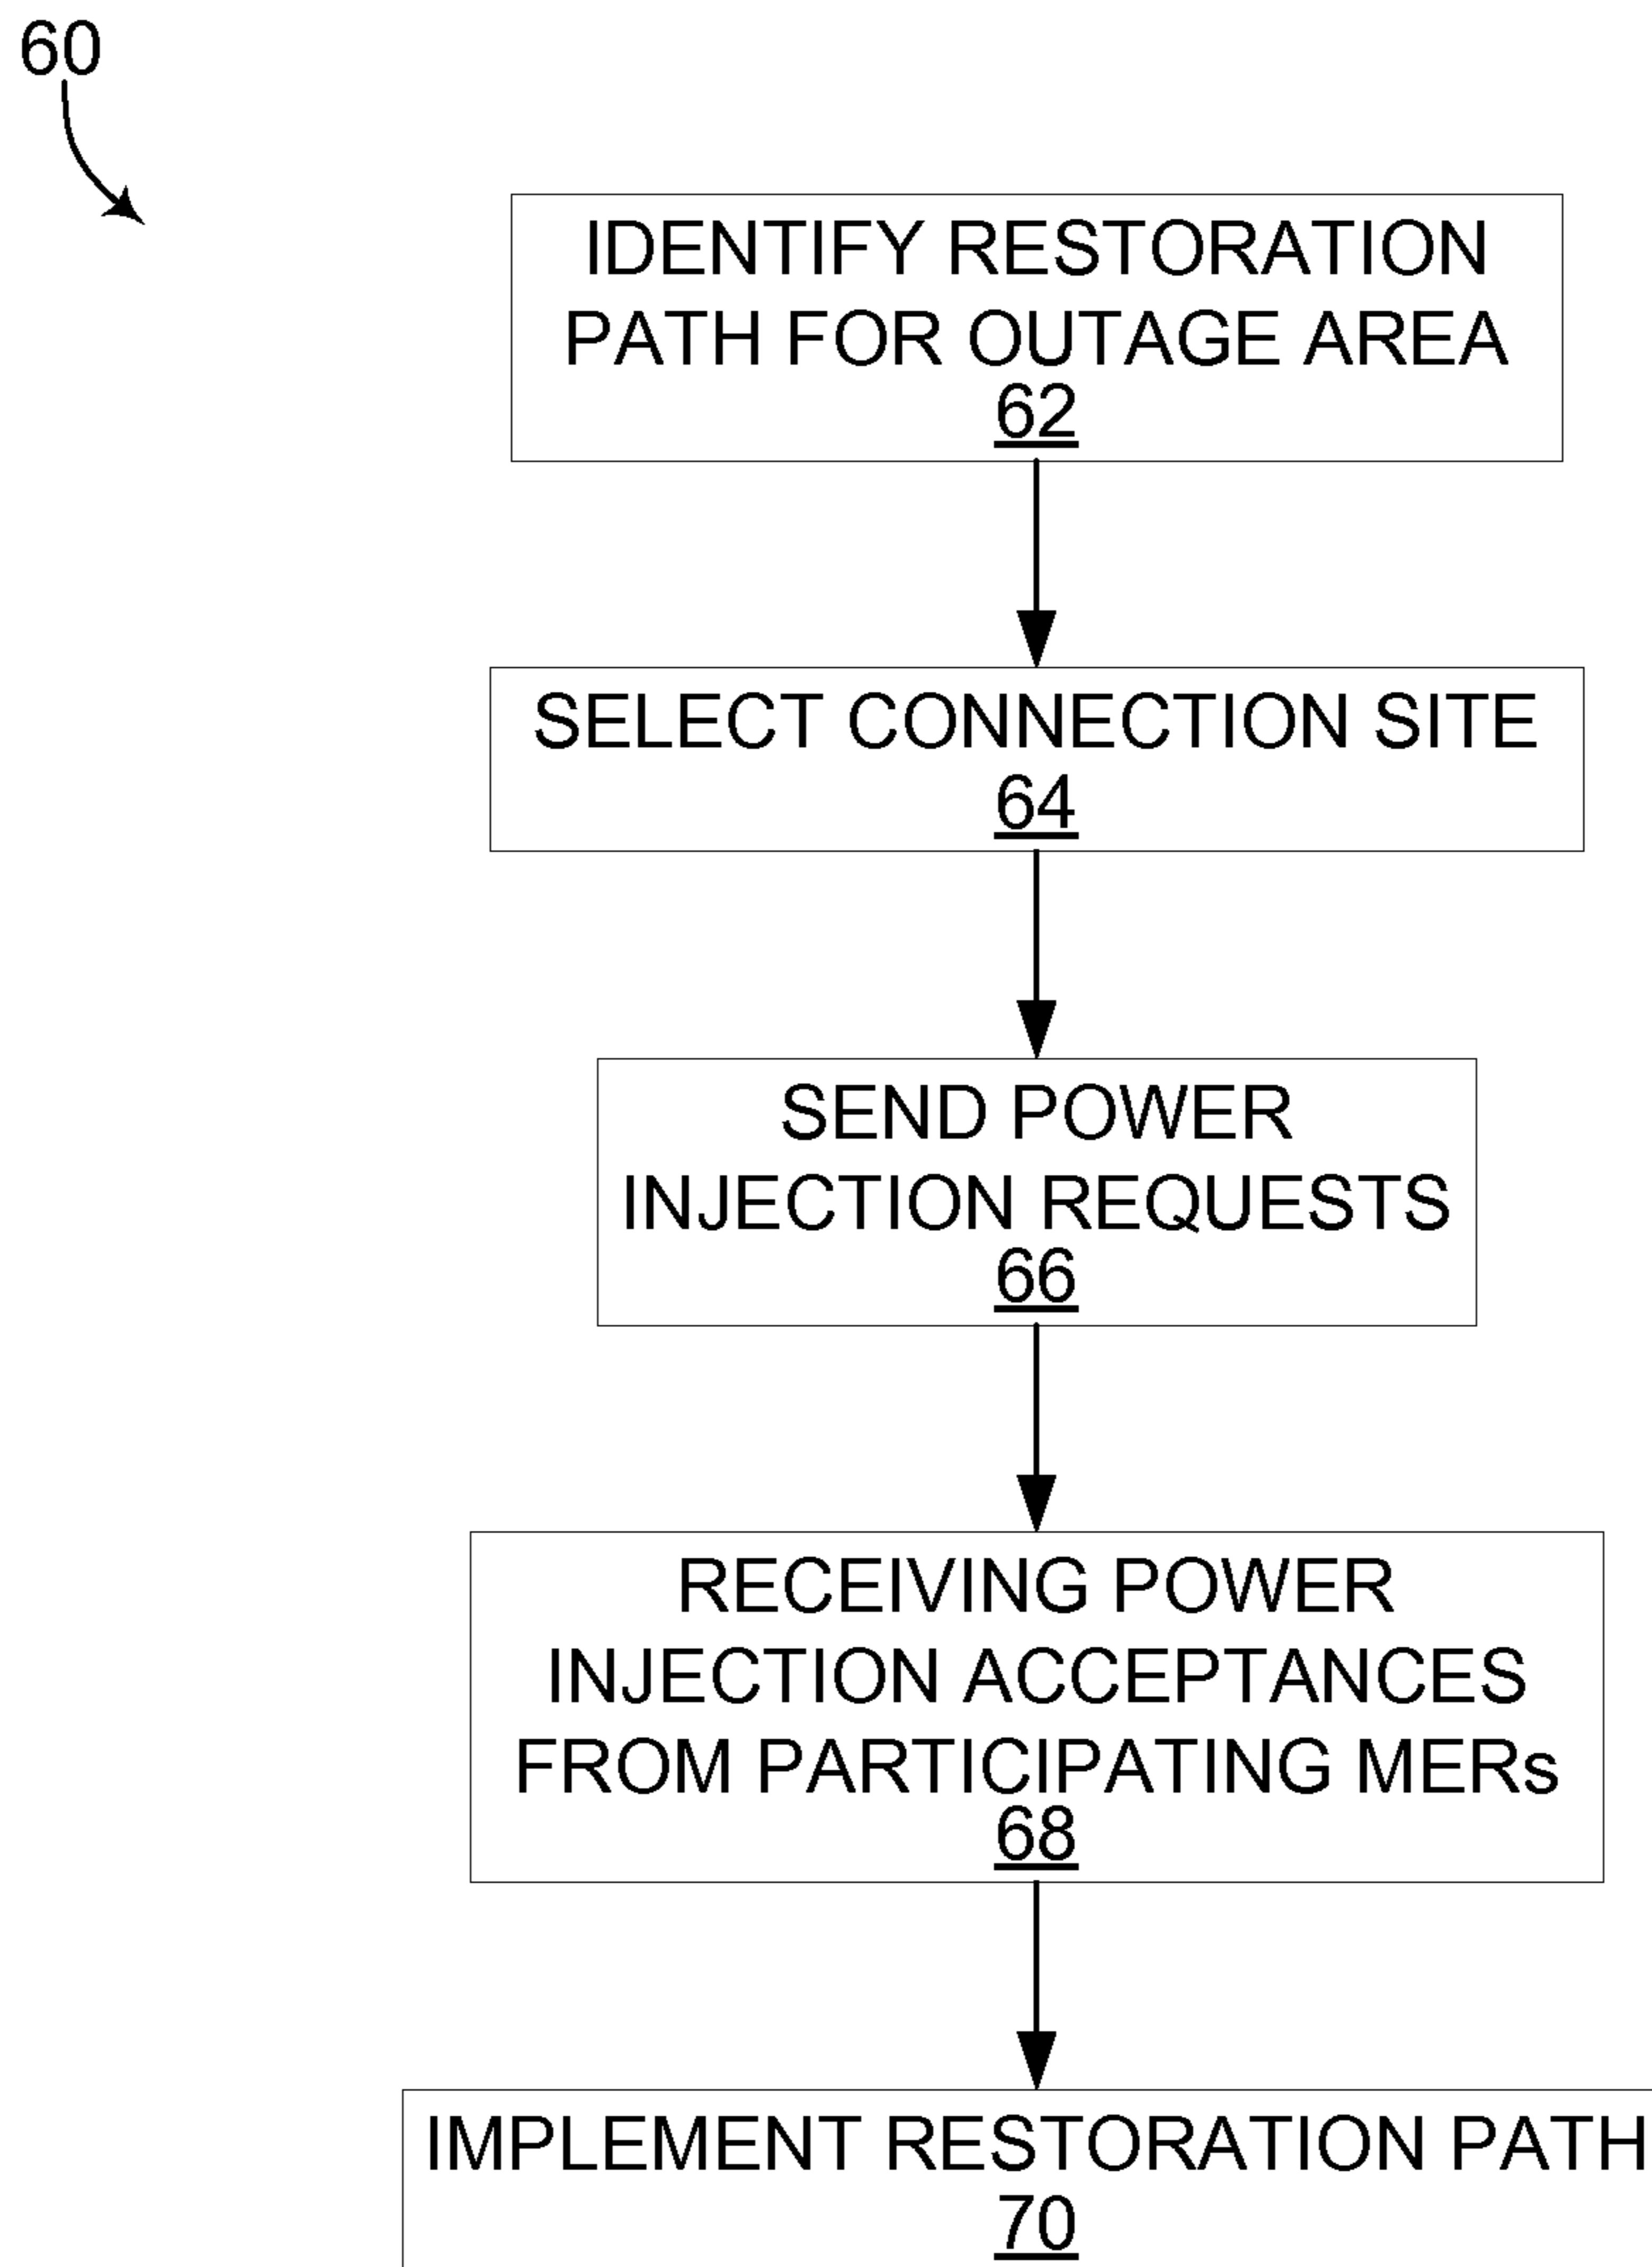 60
IDENTIFY RESTORATION
PATH FOR OUTAGE AREA
62
SELECT CONNECTION SITE
64
SEND POWER
INJECTION REQUESTS
66
RECEIVING POWER
INJECTION ACCEPTANCES
FROM PARTICIPATING MERs
68
IMPLEMENT RESTORATION PATH
70